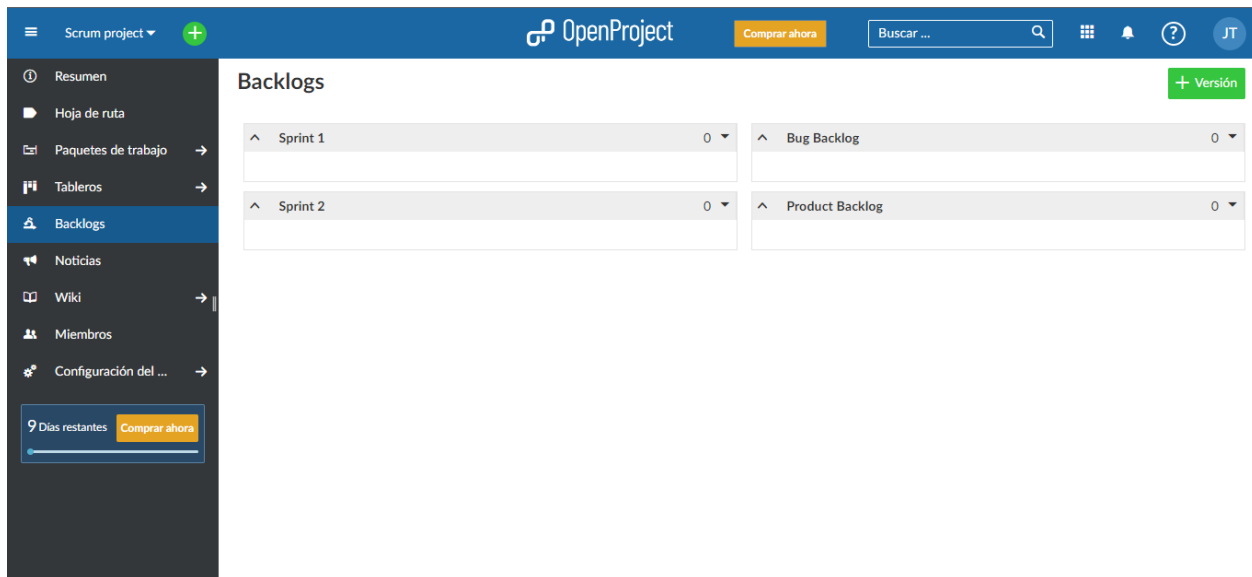 Scrum project
OpenProject
Comprar ahora
Buscar ...
?
JT
Resumen
Hoja de ruta
Paquetes de trabajo
Tableros
Backlogs
Noticias
Wiki
Miembros
Configuración del ...
9 Días restantes
Comprar ahora
Backlogs
+ Versión
Sprint 1
0
Bug Backlog
0
Sprint 2
0
Product Backlog
0